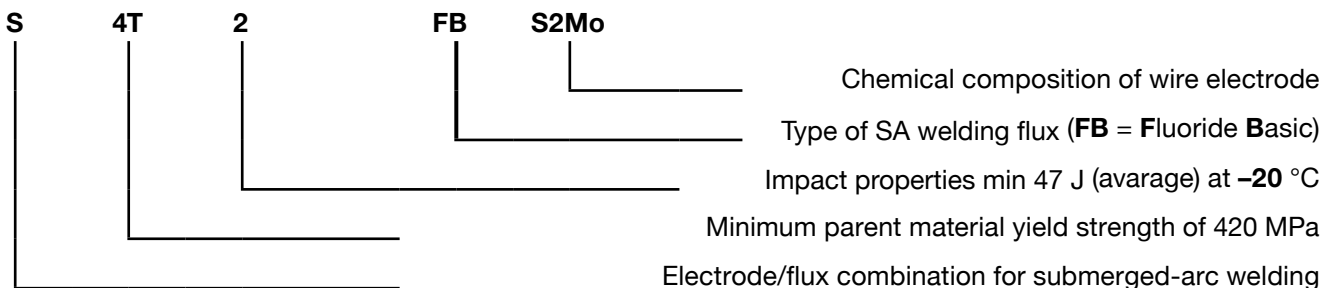 S 4T 2 FB S2Mo
Chemical composition of wire electrode
Type of SA welding flux (FB = Fluoride Basic)
Impact properties min 47 J (avarage) at –20 °C
Minimum parent material yield strength of 420 MPa
Electrode/flux combination for submerged-arc welding